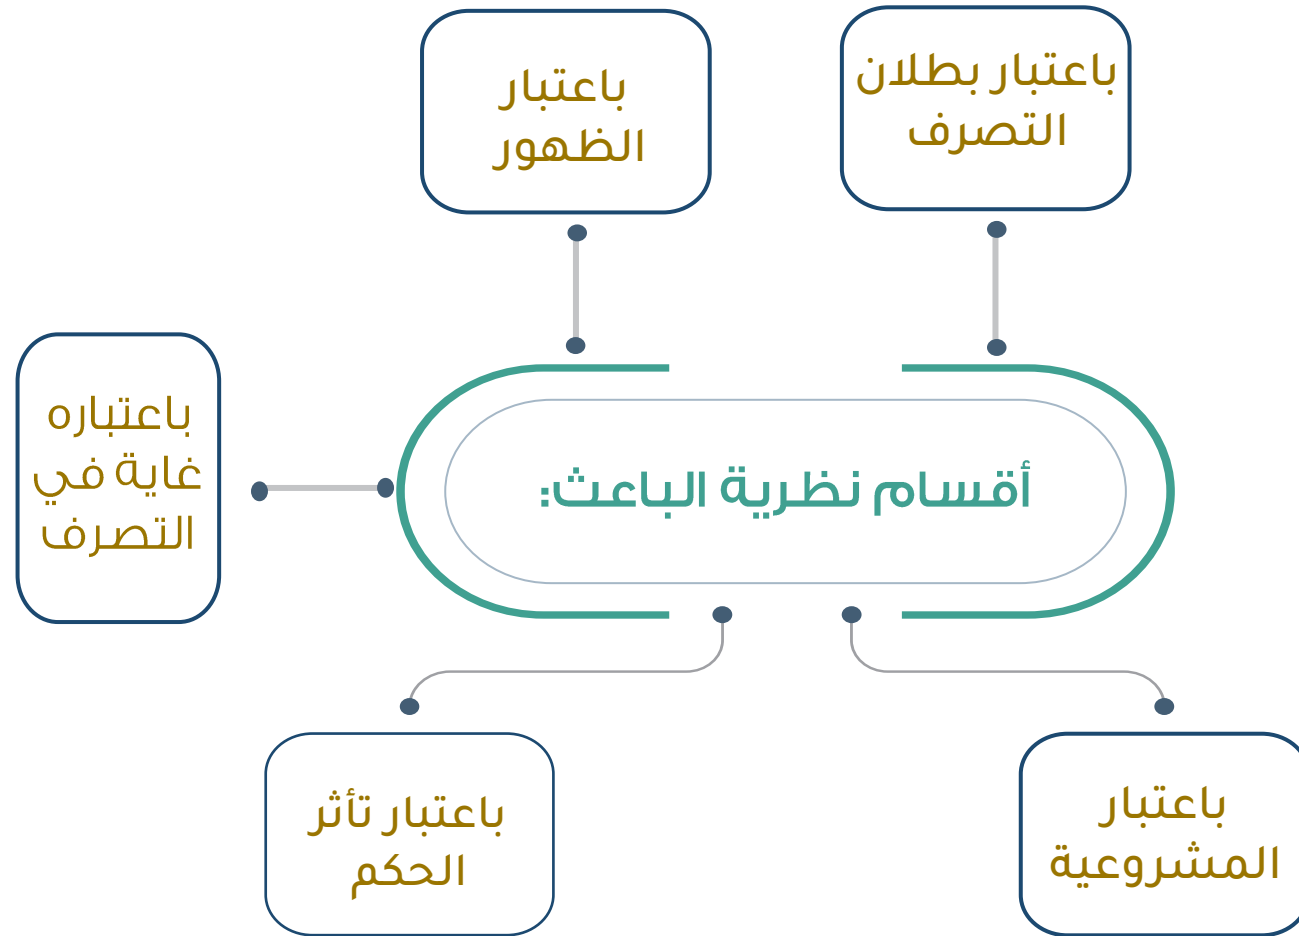 باعتبار بطلان
التصرف
باعتبار
الظهور
أقسام نظرية الباعث:
باعتباره
غاية في
التصرف
باعتبار
المشروعية
باعتبار تأثر
الحكم